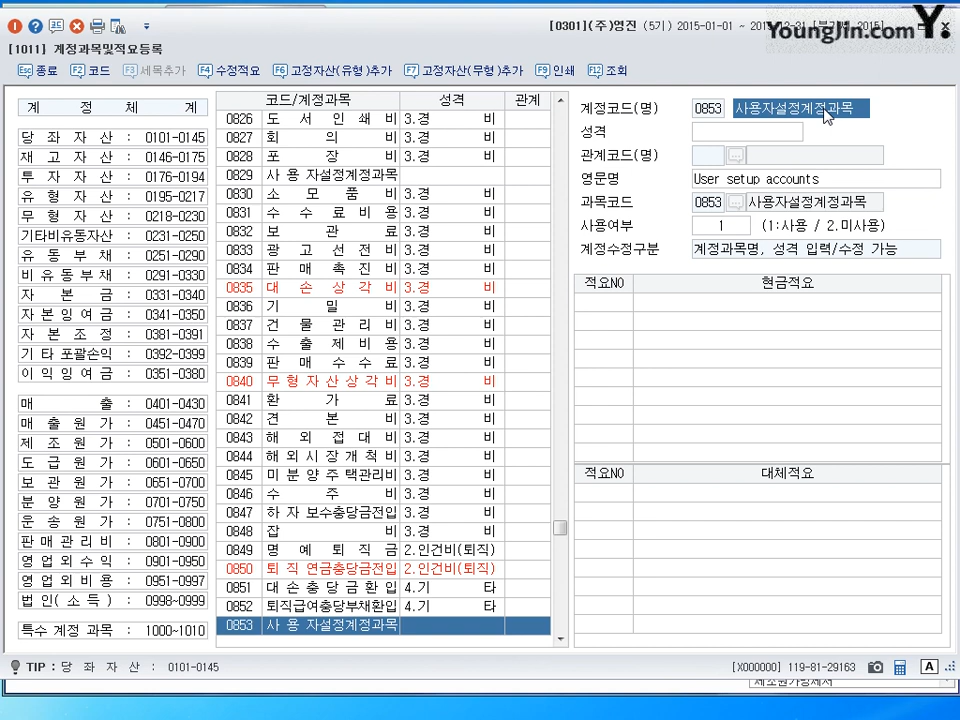 [0301](주)영진 (5기) 2015-01-01 ~ 2015-12-31 [부가세 2015]
YoungJin.com Y.
[1011] 계정과목및적요등록
Esc 종료 F2 코드 F3 세목추가 F4 수정적요 F6 고정자산(유형)추가 F7 고정자산(무형)추가 F9 인쇄 F12 조회
계 정 체 계
당 좌 자 산 : 0101-0145
재 고 자 산 : 0146-0175
투 자 자 산 : 0176-0194
유 형 자 산 : 0195-0217
무 형 자 산 : 0218-0230
기타비유동자산 : 0231-0250
유 동 부 채 : 0251-0290
비 유 동 부 채 : 0291-0330
자 본 금 : 0331-0340
자 본 잉 여 금 : 0341-0350
자 본 조 정 : 0381-0391
기 타 포괄손익 : 0392-0399
이 익 잉 여 금 : 0351-0380
매 출 : 0401-0430
매 출 원 가 : 0451-0470
제 조 원 가 : 0501-0600
도 급 원 가 : 0601-0650
보 관 원 가 : 0651-0700
분 양 원 가 : 0701-0750
운 송 원 가 : 0751-0800
판 매 관 리 비 : 0801-0900
영 업 외 수 익 : 0901-0950
영 업 외 비 용 : 0951-0997
법 인( 소 득 ) : 0998-0999
특수 계정 과목 : 1000~1010
코드/계정과목 성격 관계
0826 도 서 인 쇄 비 3.경 비
0827 회 의 비 3.경 비
0828 포 장 비 3.경 비
0829 사 용 자설정계정과목
0830 소 모 품 비 3.경 비
0831 수 수 료 비 용 3.경 비
0832 보 관 료 3.경 비
0833 광 고 선 전 비 3.경 비
0834 판 매 촉 진 비 3.경 비
0835 대 손 상 각 비 3.경 비
0836 기 밀 비 3.경 비
0837 건 물 관 리 비 3.경 비
0838 수 출 제 비 용 3.경 비
0839 판 매 수 수 료 3.경 비
0840 무 형 자 산 상 각 비 3.경 비
0841 환 가 료 3.경 비
0842 견 본 비 3.경 비
0843 해 외 접 대 비 3.경 비
0844 해 외 시 장 개 척 비 3.경 비
0845 미 분 양 주 택관리비 3.경 비
0846 수 주 비 3.경 비
0847 하 자 보수충당금전입 3.경 비
0848 잡 비 3.경 비
0849 명 예 퇴 직 금 2.인건비(퇴직)
0850 퇴 직 연금충당금전입 2.인건비(퇴직)
0851 대 손 충 당 금 환 입 4.기 타
0852 퇴직급여충당부채환입 4.기 타
0853 사 용 자설정계정과목
계정코드(명) 0853 사용자설정계정과목
성격
관계코드(명)
영문명 User setup accounts
과목코드 0853 사용자설정계정과목
사용여부 1 (1:사용 / 2.미사용)
계정수정구분 계정과목명, 성격 입력/수정 가능
적요NO 현금적요
적요NO 대체적요
TIP : 당 좌 자 산 : 0101-0145
[X000000] 119-81-29163 A